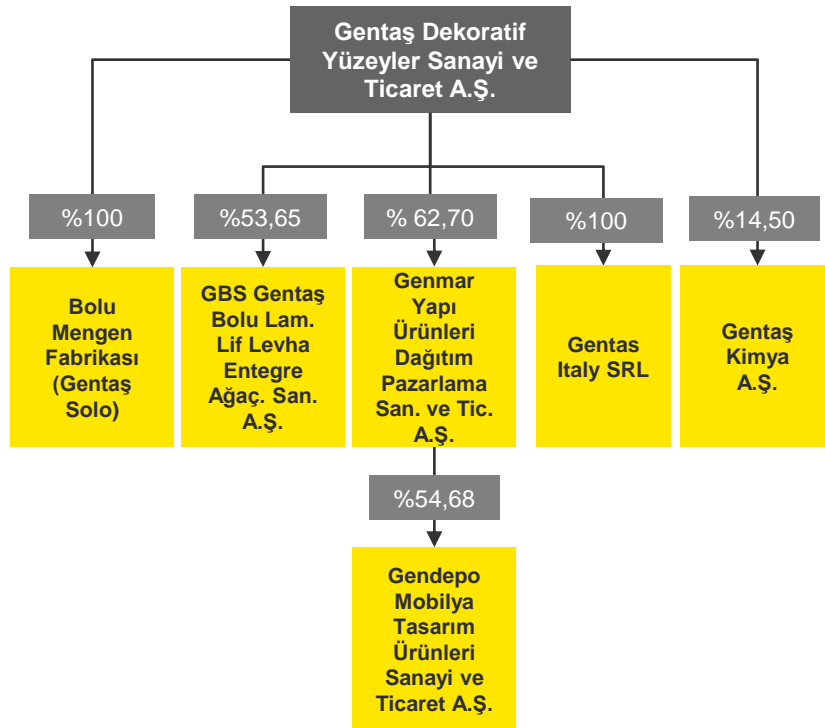 Gentaş Dekoratif
Yüzeyler Sanayi ve
Ticaret A.Ş.
%100
%53,65
% 62,70
%100
%14,50
Bolu
Mengen
Fabrikası
(Gentaş
Solo)
GBS Gentaş
Bolu Lam.
Lif Levha
Entegre
Ağaç. San.
A.Ş.
Genmar
Yapı
Ürünleri
Dağıtım
Pazarlama
San. ve Tic.
A.Ş.
Gentas
Italy SRL
Gentaş
Kimya
A.Ş.
%54,68
Gendepo
Mobilya
Tasarım
Ürünleri
Sanayi ve
Ticaret A.Ş.